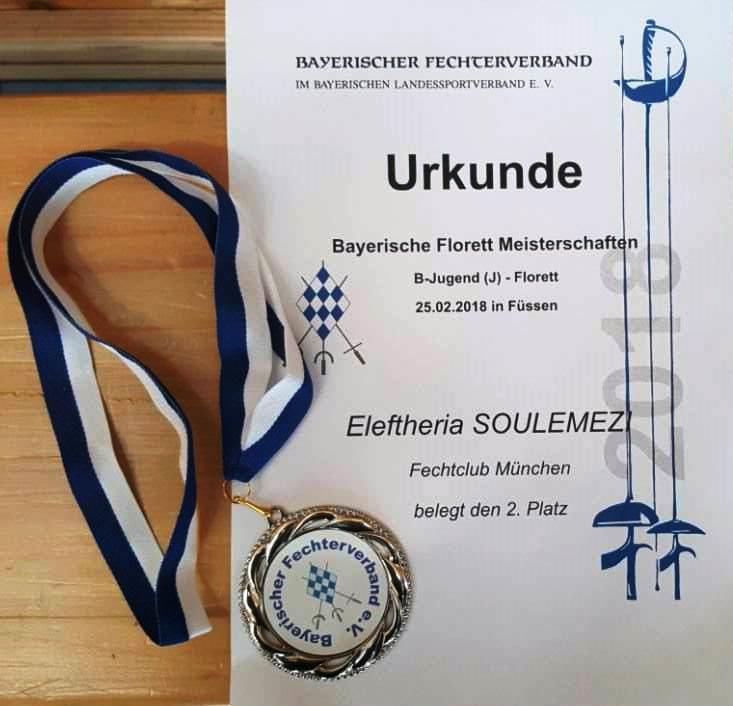 BAYERISCHER FECHTERVERBAND
IM BAYERISCHEN LANDESSPORTVERBAND E. V.
Urkunde
Bayerische Florett Meisterschaften
B-Jugend (J) - Florett
25.02.2018 in Füssen
2018
Eleftheria SOULEMEZI
Fechtclub München
belegt den 2. Platz
Bayerischer Fechterverband e.V.